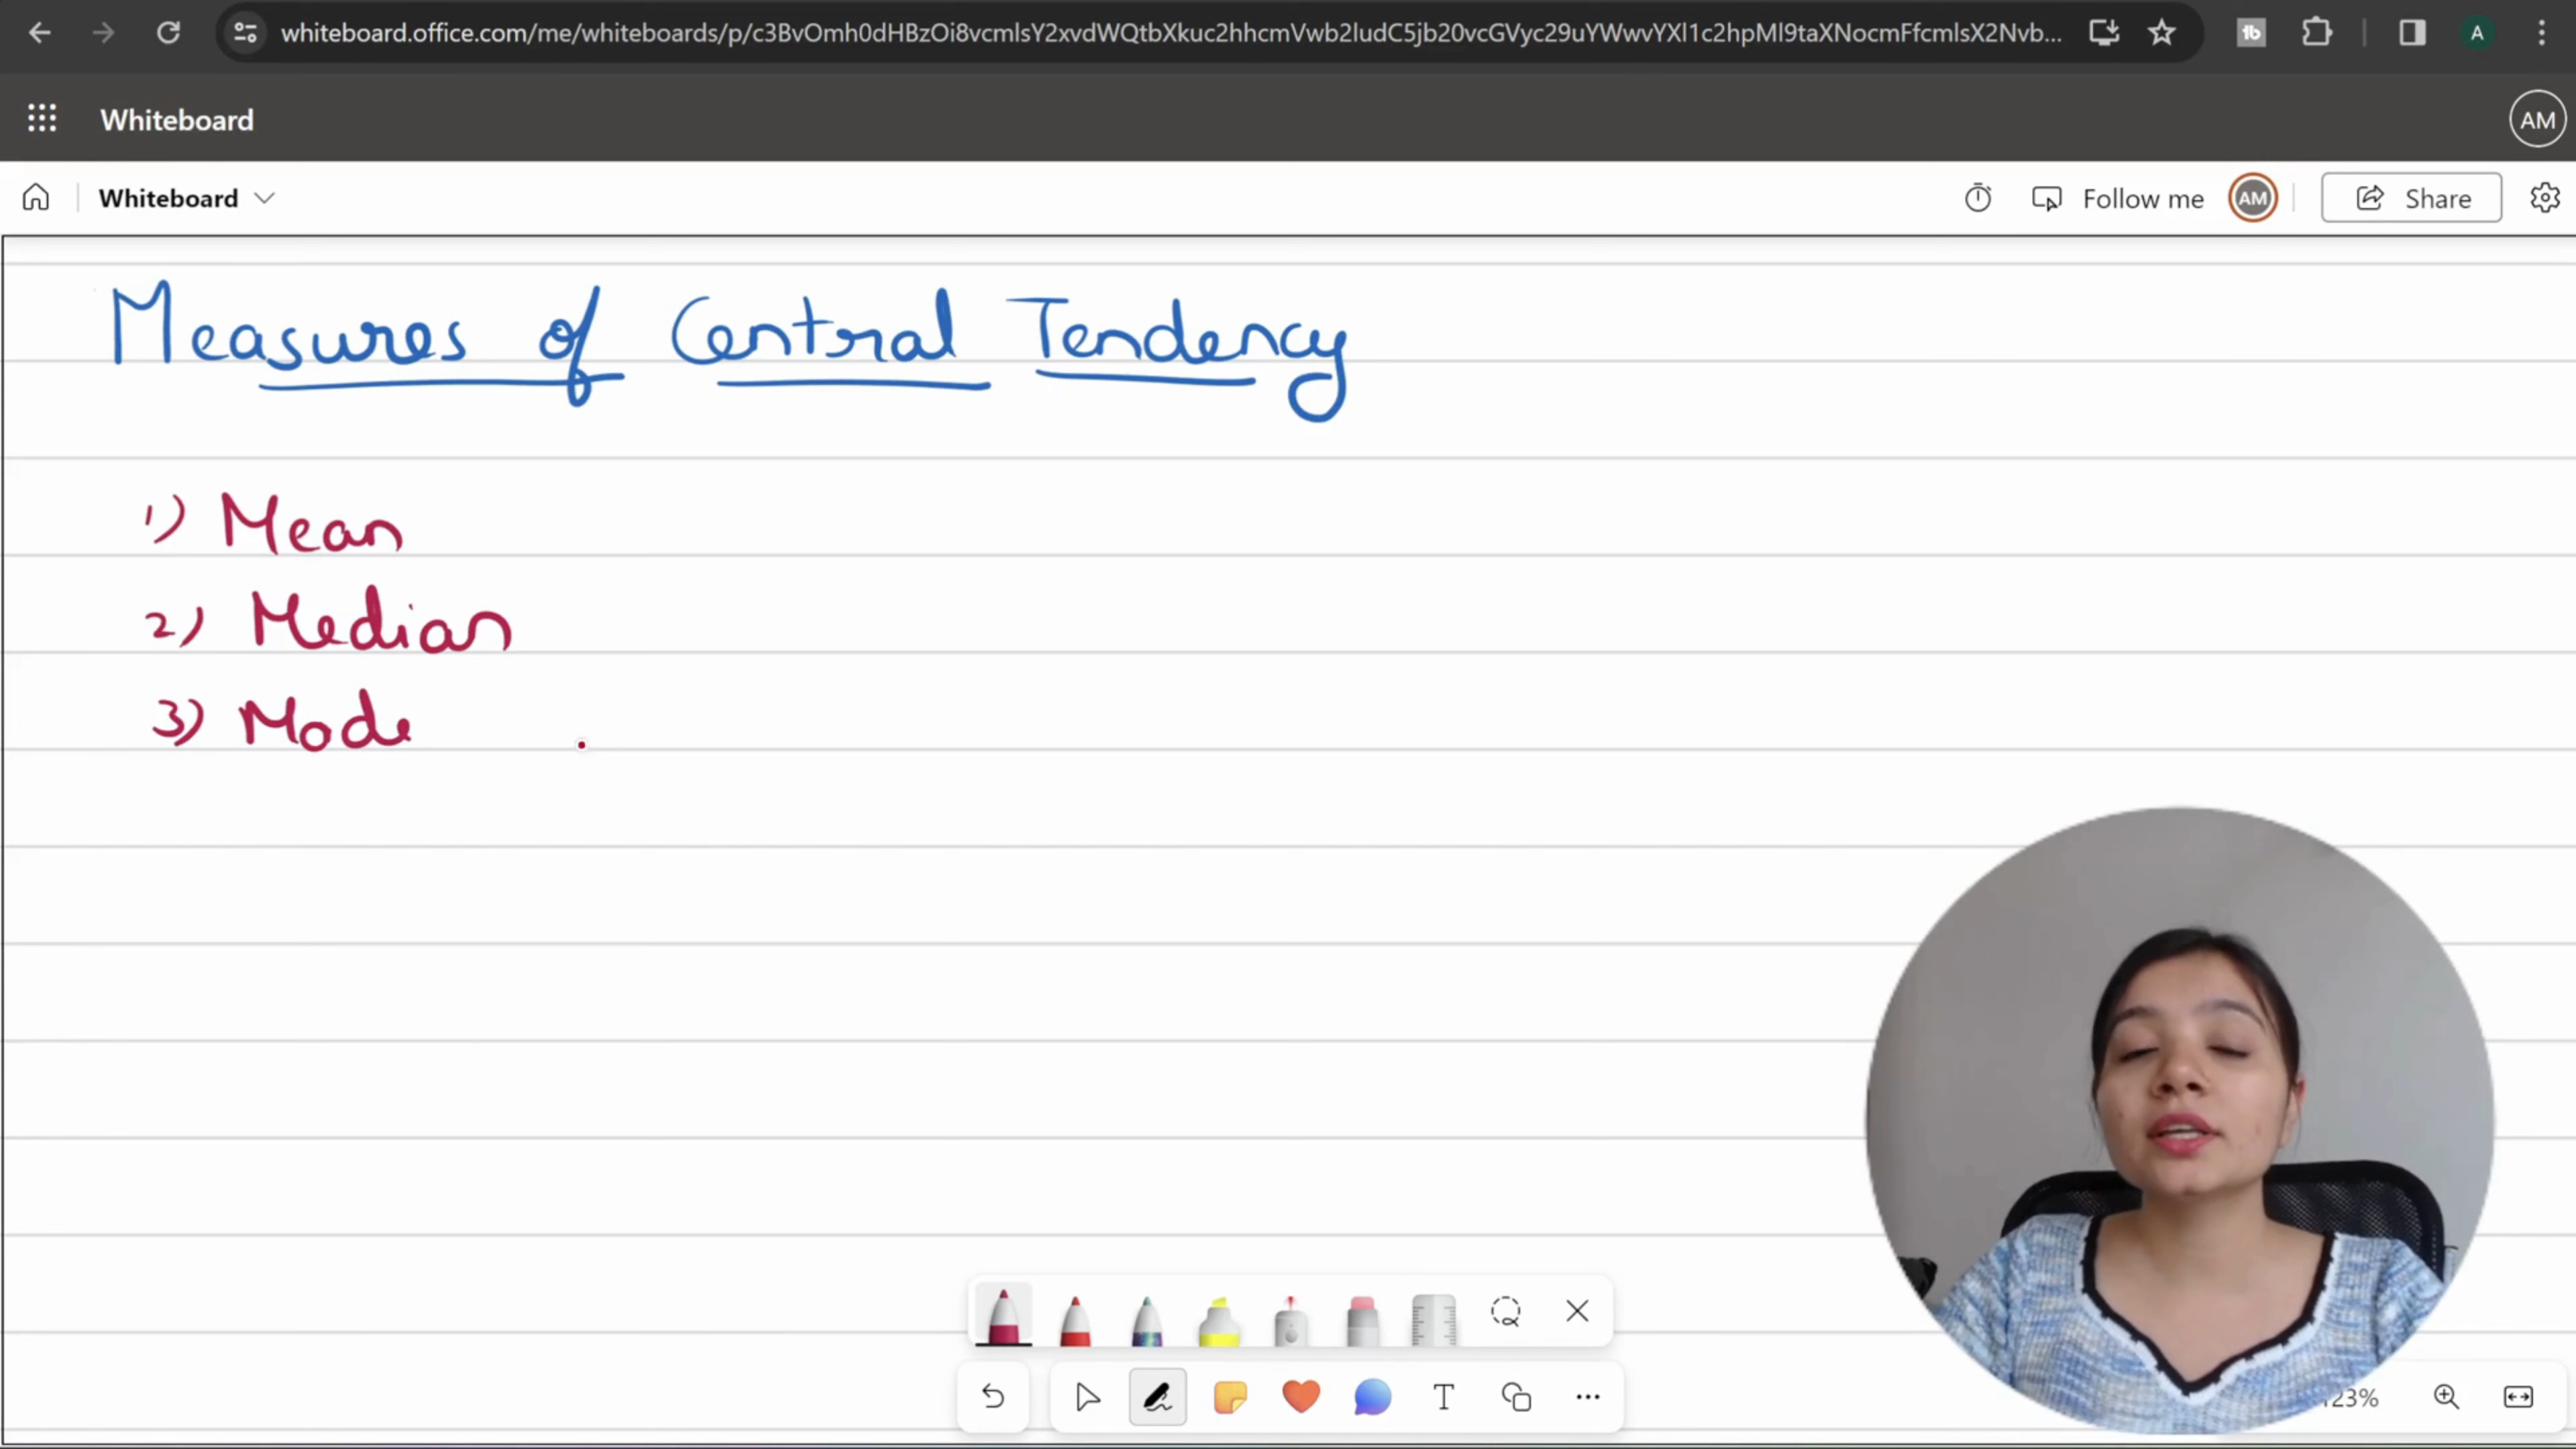 whiteboard.office.com/me/whiteboards/p/c3BvOmh0dHBzOi8vcmlsY2xvdWQtbXkuc2hhcmVwb2ludC5jb20vcGVyc29uYWwvYXl1c2hpMl9taXNocmFfcmlsX2Nvb...
A
Whiteboard
AM
Whiteboard
Follow me
AM
Share
Measures of Central Tendency
1) Mean
2) Median
3) Mode
T
23%